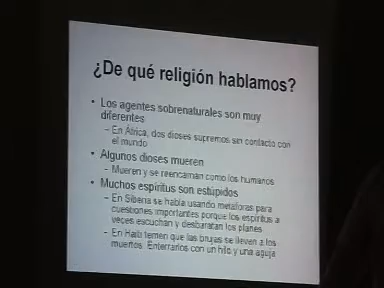 ¿De qué religión hablamos?
• Los agentes sobrenaturales son muy
diferentes
– En África, dos dioses supremos sin contacto con
el mundo
• Algunos dioses mueren
– Mueren y se reencarnan como los humanos
• Muchos espíritus son estúpidos
– En Siberia se habla usando metáforas para
cuestiones importantes porque los espíritus a
veces escuchan y desbaratan los planes
– En Haití temen que las brujas se lleven a los
muertos. Enterrarlos con un hilo y una aguja